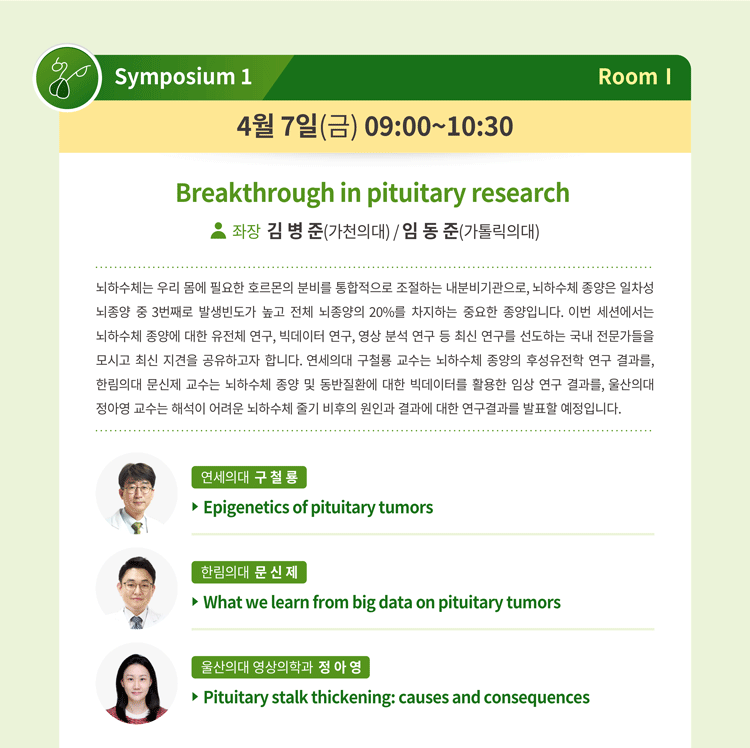 Symposium 1
Room I
4월 7일(금) 09:00~10:30
Breakthrough in pituitary research
좌장 김 병 준(가천의대) / 임 동 준(가톨릭의대)
뇌하수체는 우리 몸에 필요한 호르몬의 분비를 통합적으로 조절하는 내분비기관으로, 뇌하수체 종양은 일차성
뇌종양 중 3번째로 발생빈도가 높고 전체 뇌종양의 20%를 차지하는 중요한 종양입니다. 이번 세션에서는
뇌하수체 종양에 대한 유전체 연구, 빅데이터 연구, 영상 분석 연구 등 최신 연구를 선도하는 국내 전문가들을
모시고 최신 지견을 공유하고자 합니다. 연세의대 구철룡 교수는 뇌하수체 종양의 후성유전학 연구 결과를,
한림의대 문신제 교수는 뇌하수체 종양 및 동반질환에 대한 빅데이터를 활용한 임상 연구 결과를, 울산의대
정아영 교수는 해석이 어려운 뇌하수체 줄기 비후의 원인과 결과에 대한 연구결과를 발표할 예정입니다.
연세의대 구 철 룡
Epigenetics of pituitary tumors
한림의대 문 신 제
What we learn from big data on pituitary tumors
울산의대 영상의학과 정 아 영
Pituitary stalk thickening: causes and consequences